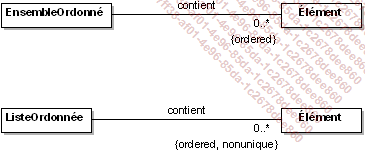 EnsembleOrdonné
contient
Élément
0..*
{ordered}
ListeOrdonnée
contient
Élément
0..*
{ordered, nonunique}